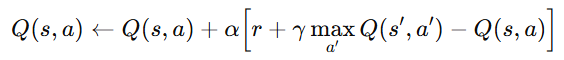 Q(s, a) ← Q(s, a) + α[r + γ max_{a′} Q(s′, a′) − Q(s, a)]